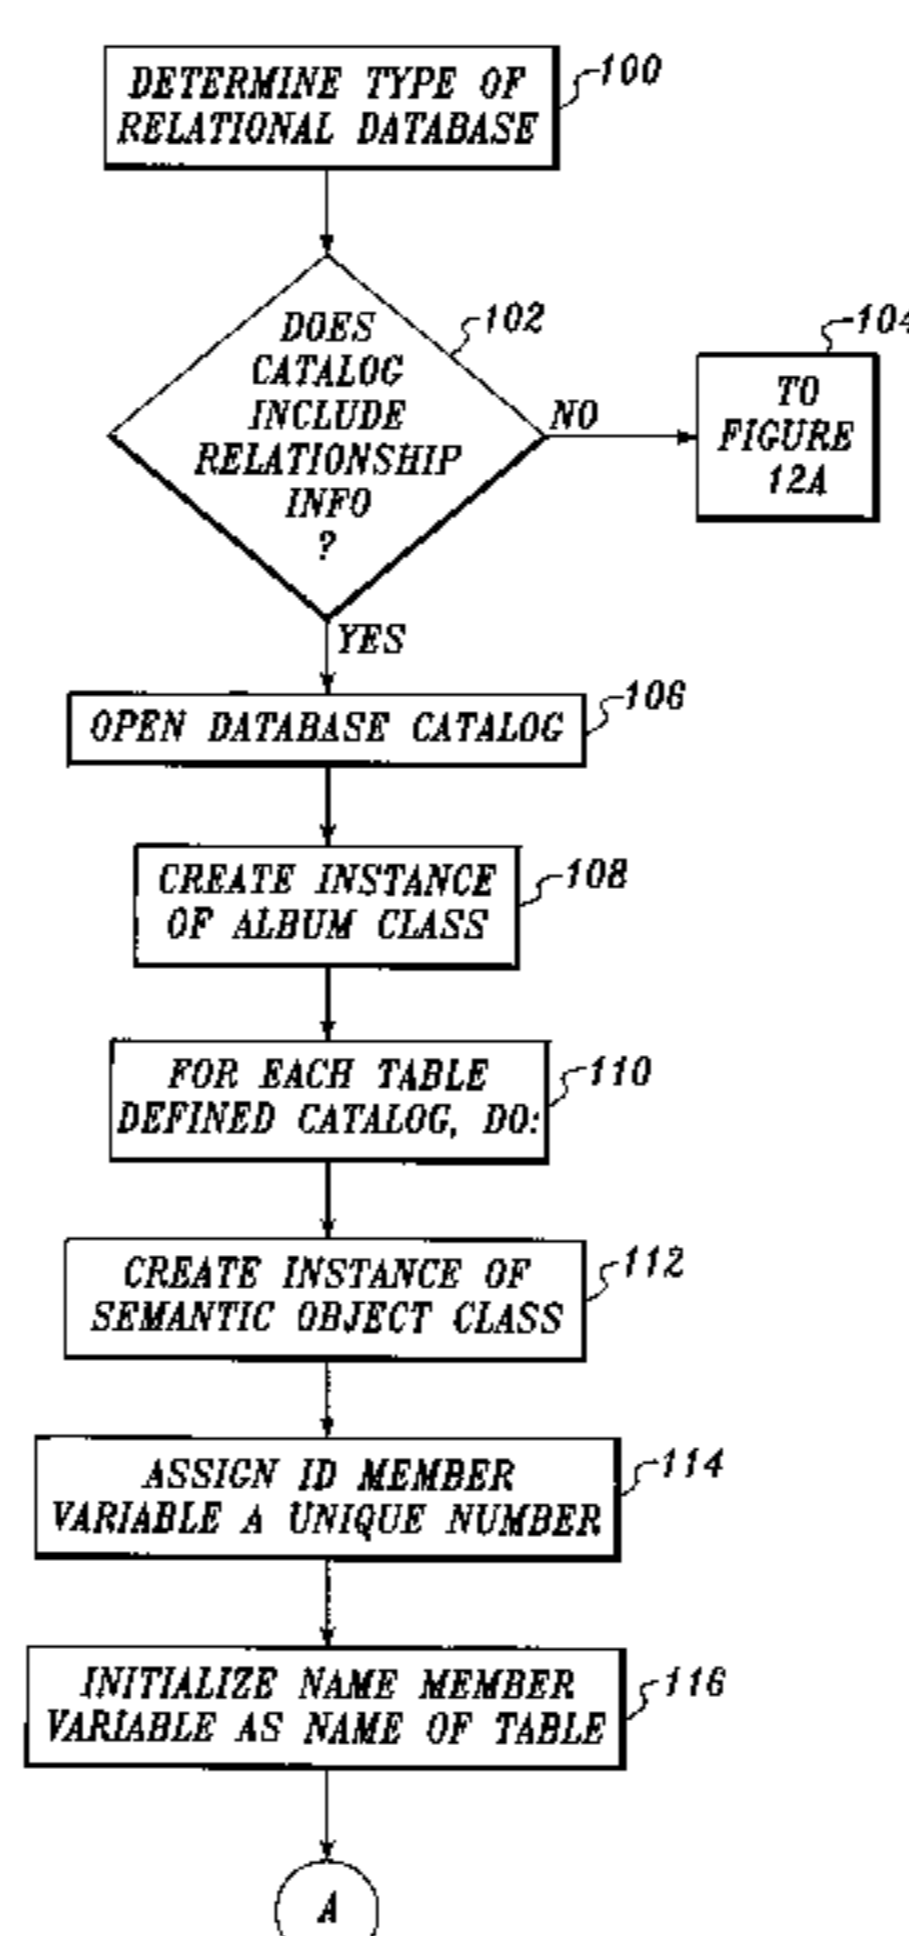 DETERMINE TYPE OF
RELATIONAL DATABASE
100
DOES
CATALOG
INCLUDE
RELATIONSHIP
INFO
?
102
NO
104
TO
FIGURE
12A
YES
OPEN DATABASE CATALOG
106
CREATE INSTANCE
OF ALBUM CLASS
108
FOR EACH TABLE
DEFINED CATALOG, DO:
110
CREATE INSTANCE OF
SEMANTIC OBJECT CLASS
112
ASSIGN ID MEMBER
VARIABLE A UNIQUE NUMBER
114
INITIALIZE NAME MEMBER
VARIABLE AS NAME OF TABLE
116
A